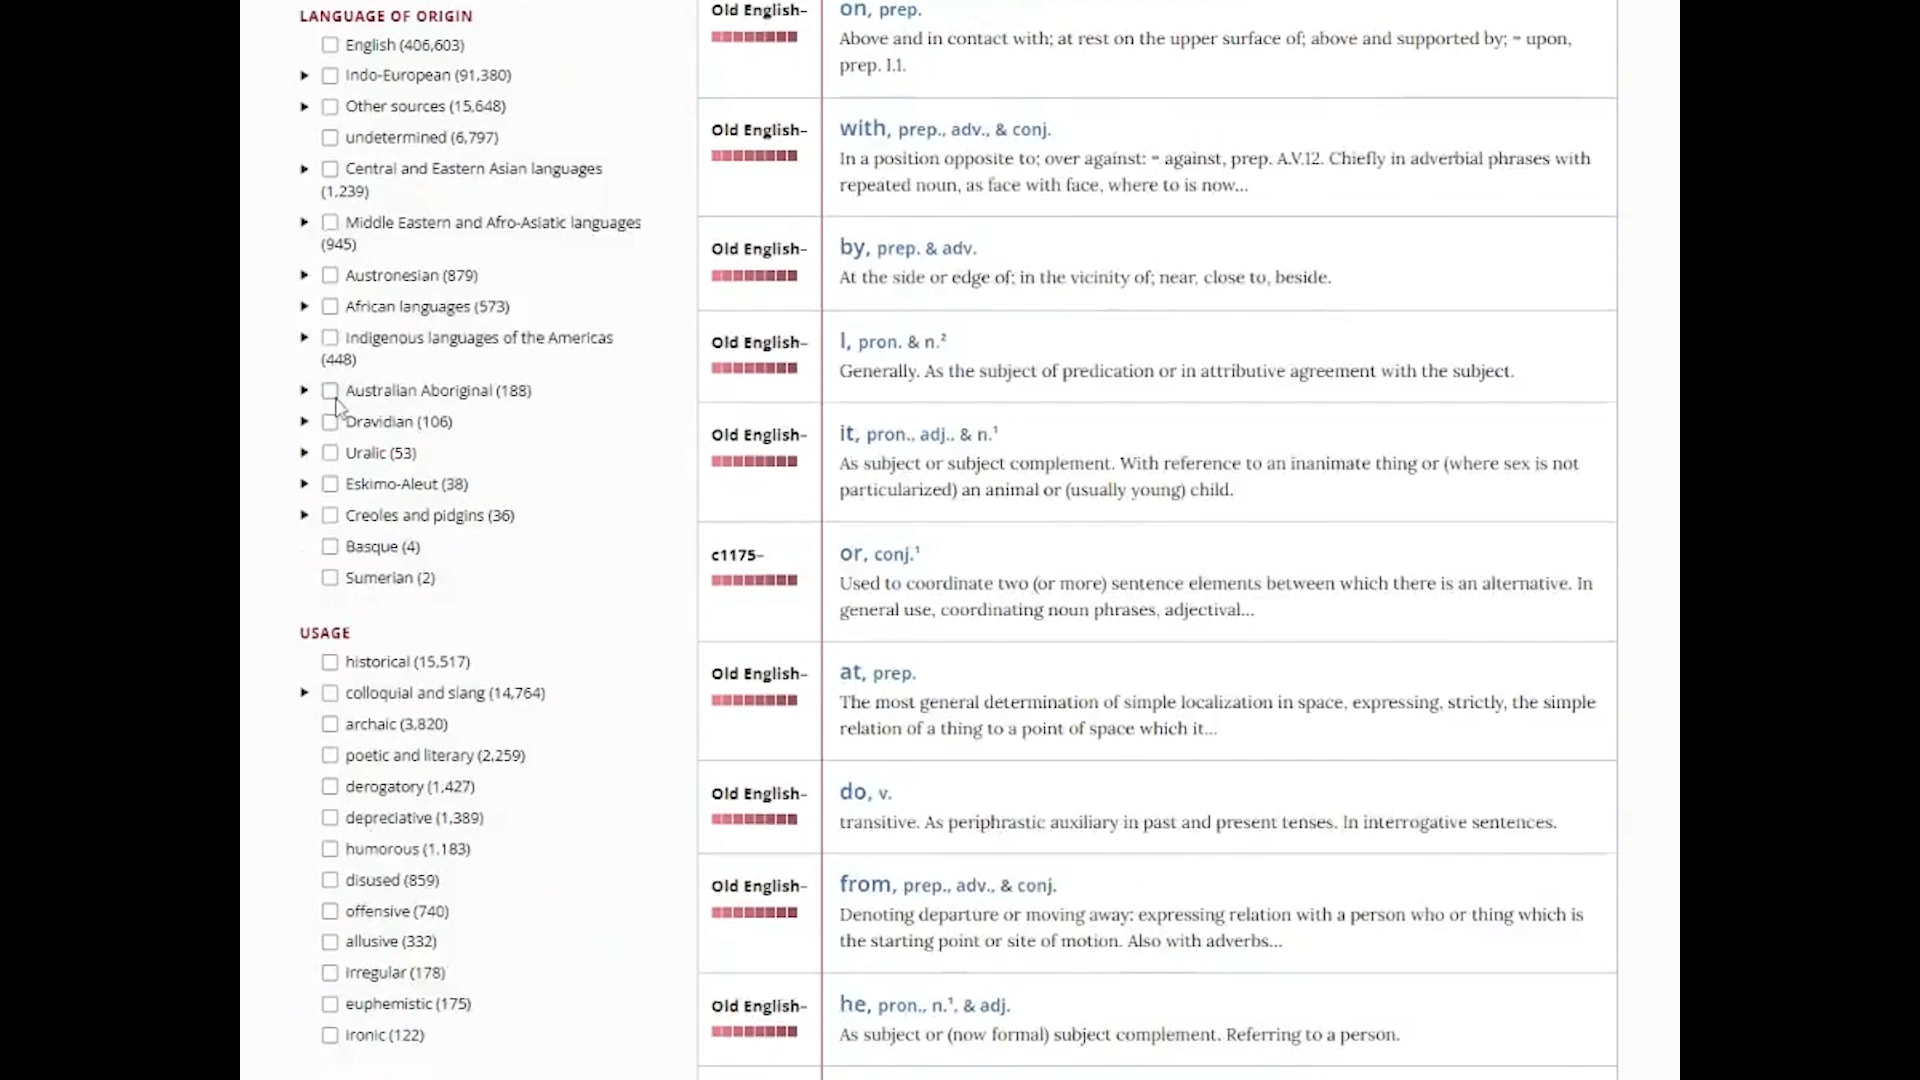 LANGUAGE OF ORIGIN
English (406,603)
Indo-European (91,380)
Other sources (15,648)
undetermined (6,797)
Central and Eastern Asian languages
(1,239)
Middle Eastern and Afro-Asiatic languages
(945)
Austronesian (879)
African languages (573)
Indigenous languages of the Americas
(448)
Australian Aboriginal (188)
Dravidian (106)
Uralic (53)
Eskimo-Aleut (38)
Creoles and pidgins (36)
Basque (4)
Sumerian (2)
USAGE
historical (15,517)
colloquial and slang (14,764)
archaic (3,820)
poetic and literary (2,259)
derogatory (1,427)
depreciative (1,389)
humorous (1,183)
disused (859)
offensive (740)
allusive (332)
irregular (178)
euphemistic (175)
ironic (122)
Old English–
on, prep.
Above and in contact with; at rest on the upper surface of; above and supported by; = upon,
prep. I.1.
Old English–
with, prep., adv., & conj.
In a position opposite to; over against: = against, prep. A.V.12. Chiefly in adverbial phrases with
repeated noun, as face with face, where to is now...
Old English–
by, prep. & adv.
At the side or edge of; in the vicinity of; near, close to, beside.
Old English–
I, pron. & n.²
Generally. As the subject of predication or in attributive agreement with the subject.
Old English–
it, pron., adj., & n.¹
As subject or subject complement. With reference to an inanimate thing or (where sex is not
particularized) an animal or (usually young) child.
c1175–
or, conj.¹
Used to coordinate two (or more) sentence elements between which there is an alternative. In
general use, coordinating noun phrases, adjectival...
Old English–
at, prep.
The most general determination of simple localization in space, expressing, strictly, the simple
relation of a thing to a point of space which it...
Old English–
do, v.
transitive. As periphrastic auxiliary in past and present tenses. In interrogative sentences.
Old English–
from, prep., adv., & conj.
Denoting departure or moving away: expressing relation with a person who or thing which is
the starting point or site of motion. Also with adverbs...
Old English–
he, pron., n.¹, & adj.
As subject or (now formal) subject complement. Referring to a person.